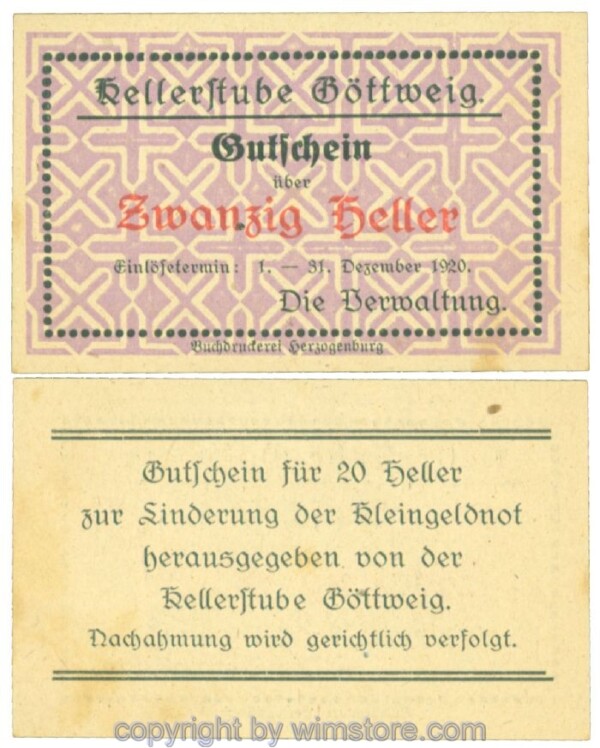 Kellerstube Göttweig.
Gutschein
über
Zwanzig Heller
Einlösetermin: 1. — 31. Dezember 1920.
Die Verwaltung.
Buchdruckerei Herzogenburg
Gutschein für 20 Heller
zur Linderung der Kleingeldnot
herausgegeben von der
Kellerstube Göttweig.
Nachahmung wird gerichtlich verfolgt.
copyright by wimstore.com